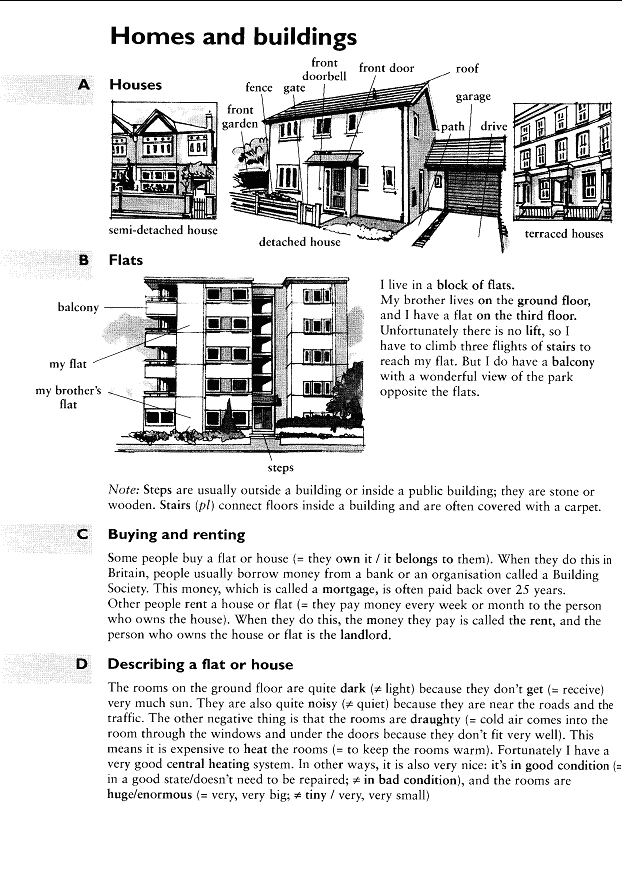 Homes and buildings
A Houses
front
doorbell
front door
roof
fence
gate
garage
front
garden
path
drive
semi-detached house
detached house
terraced houses
B Flats
balcony
my flat
my brother's
flat
steps
I live in a block of flats.
My brother lives on the ground floor,
and I have a flat on the third floor.
Unfortunately there is no lift, so I
have to climb three flights of stairs to
reach my flat. But I do have a balcony
with a wonderful view of the park
opposite the flats.
Note: Steps are usually outside a building or inside a public building; they are stone or
wooden. Stairs (pl) connect floors inside a building and are often covered with a carpet.
C Buying and renting
Some people buy a flat or house (= they own it / it belongs to them). When they do this in
Britain, people usually borrow money from a bank or an organisation called a Building
Society. This money, which is called a mortgage, is often paid back over 25 years.
Other people rent a house or flat (= they pay money every week or month to the person
who owns the house). When they do this, the money they pay is called the rent, and the
person who owns the house or flat is the landlord.
D Describing a flat or house
The rooms on the ground floor are quite dark (≠ light) because they don't get (= receive)
very much sun. They are also quite noisy (≠ quiet) because they are near the roads and the
traffic. The other negative thing is that the rooms are draughty (= cold air comes into the
room through the windows and under the doors because they don't fit very well). This
means it is expensive to heat the rooms (= to keep the rooms warm). Fortunately I have a
very good central heating system. In other ways, it is also very nice: it's in good condition (=
in a good state/doesn't need to be repaired; ≠ in bad condition), and the rooms are
huge/enormous (= very, very big; ≠ tiny / very, very small)